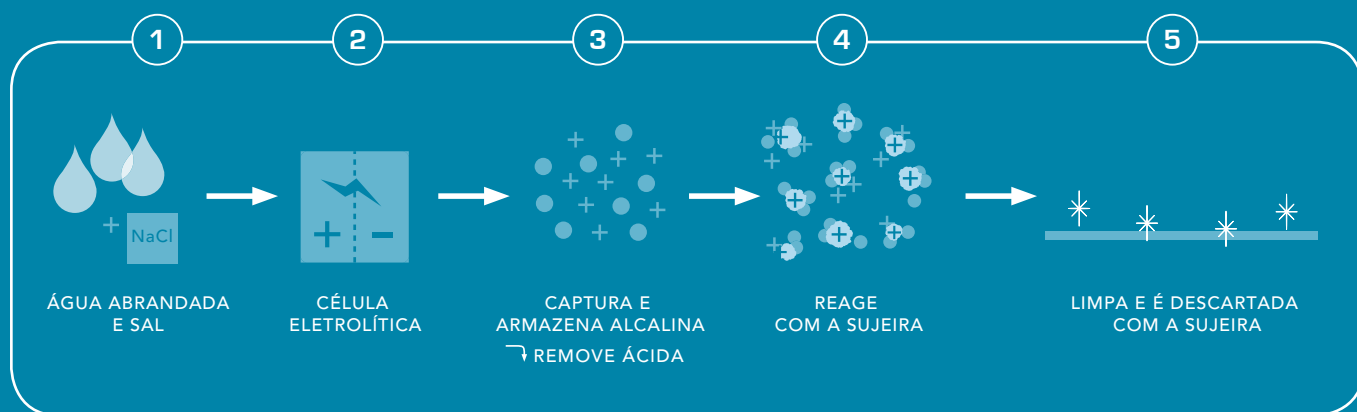 1
2
3
4
5
NaCl
ÁGUA ABRANDADA
E SAL
CÉLULA
ELETROLÍTICA
CAPTURA E
ARMAZENA ALCALINA
REMOVE ÁCIDA
REAGE
COM A SUJEIRA
LIMPA E É DESCARTADA
COM A SUJEIRA